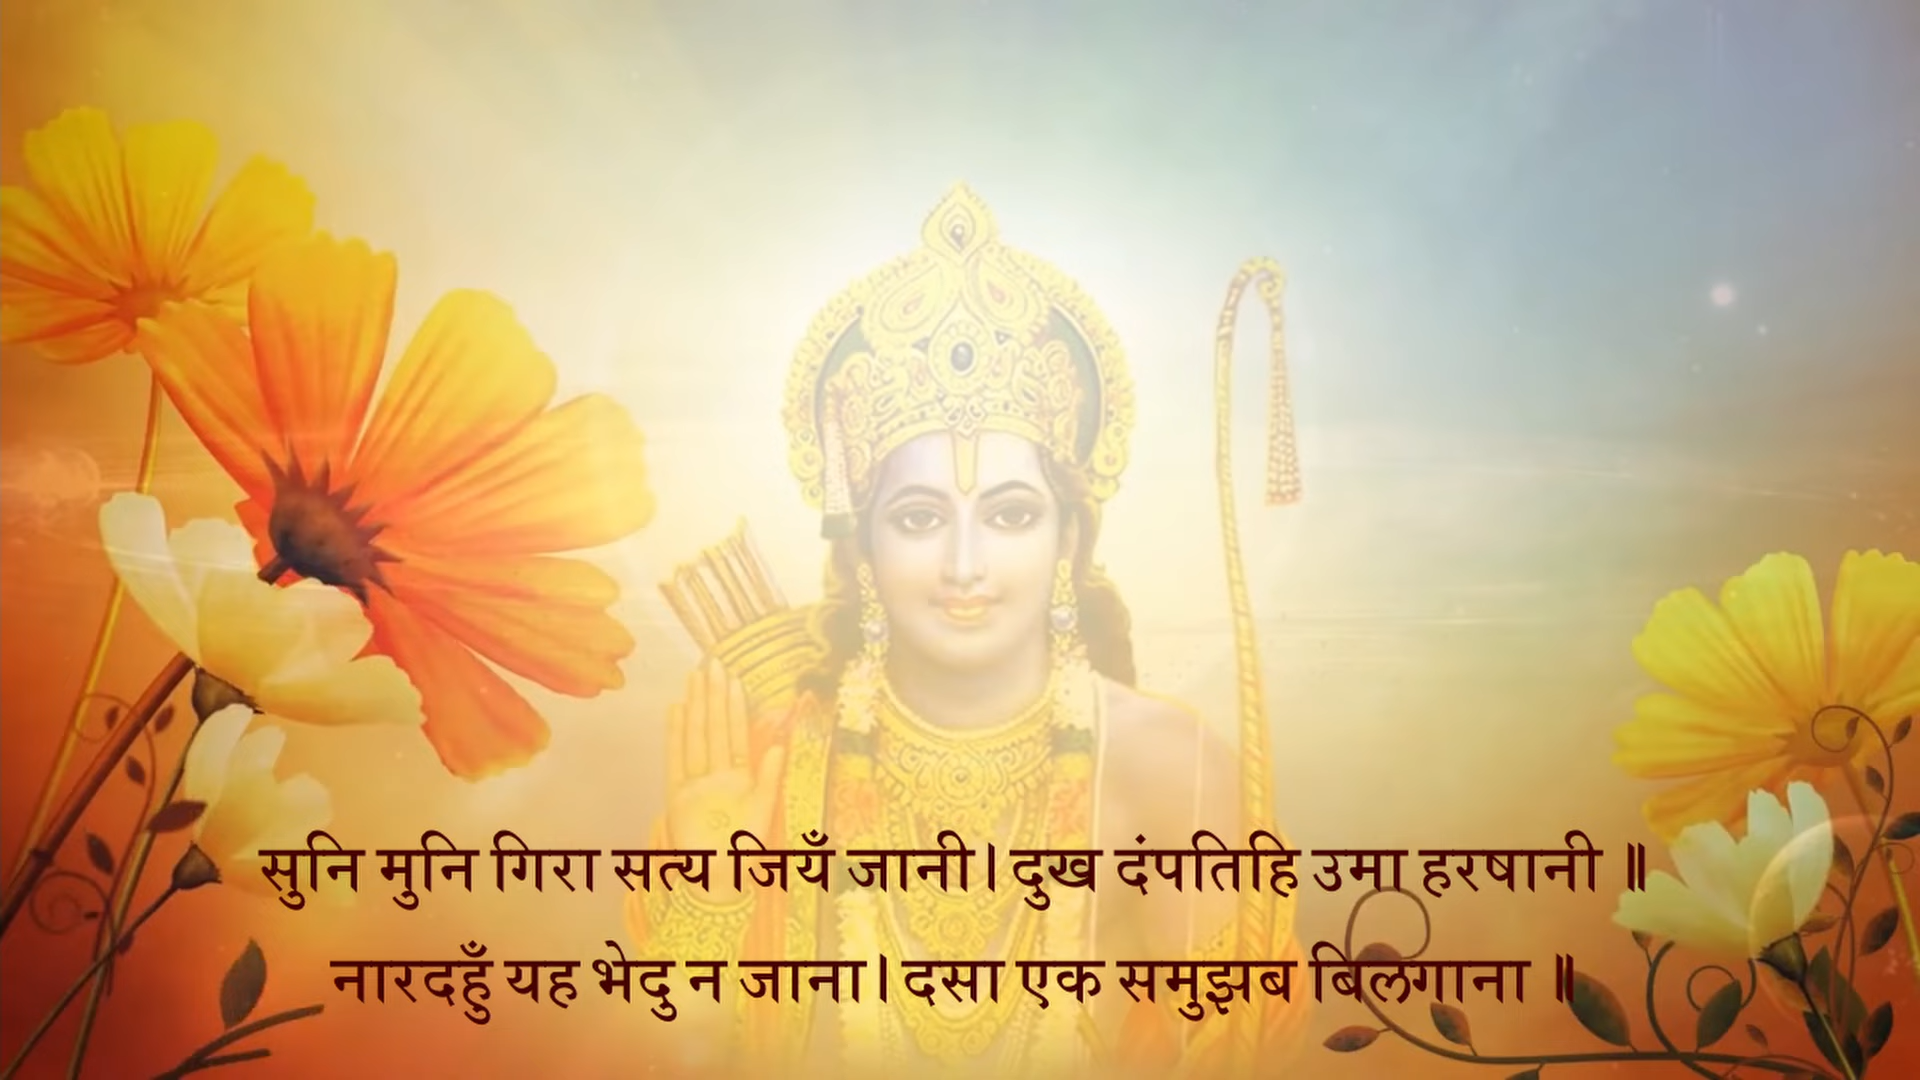 सुनि मुनि गिरा सत्य जियँ जानी। दुख दंपतिहि उमा हरषानी ॥
नारदहुँ यह भेदु न जाना। दसा एक समुझब बिलगाना ॥